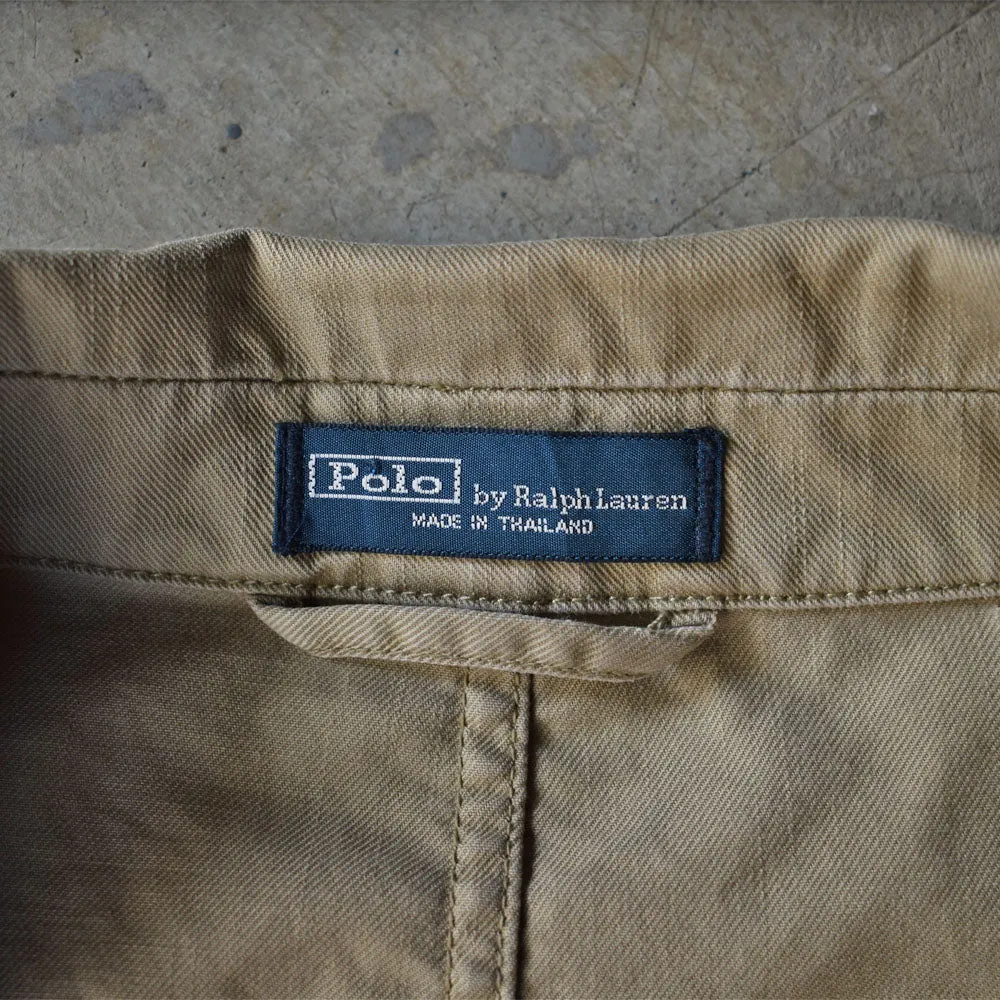 Polo by Ralph Lauren
MADE IN THAILAND